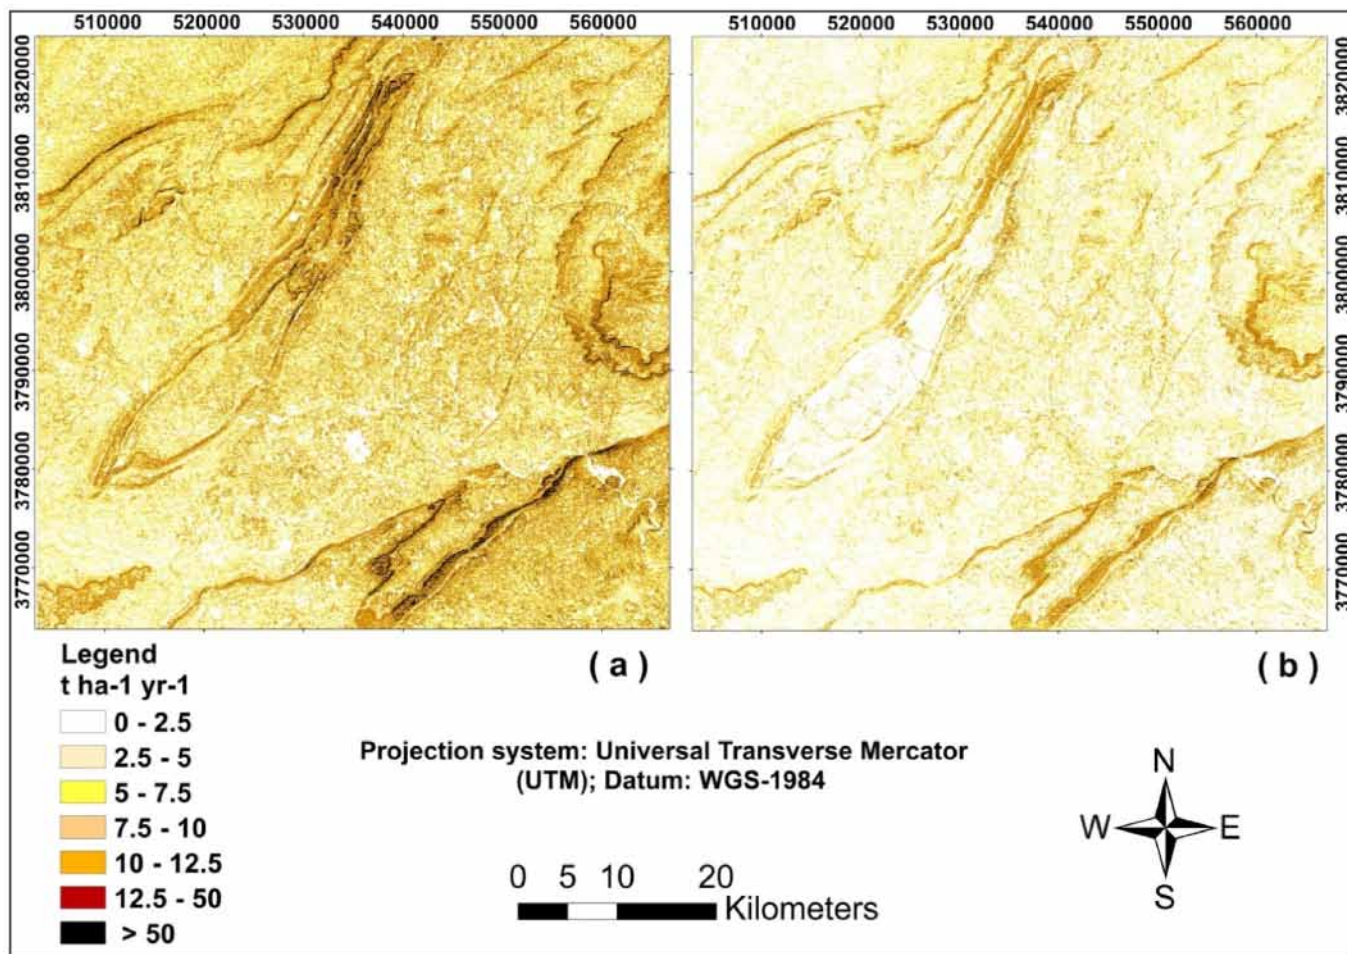 510000 520000 530000 540000 550000 560000 510000 520000 530000 540000 550000 560000
3820000
3810000
3800000
3790000
3780000
3770000
3820000
3810000
3800000
3790000
3780000
3770000
( a ) ( b )
Legend
t ha-1 yr-1
0 - 2.5
2.5 - 5
5 - 7.5
7.5 - 10
10 - 12.5
12.5 - 50
> 50
Projection system: Universal Transverse Mercator
(UTM); Datum: WGS-1984
0 5 10 20
Kilometers
N
W E
S